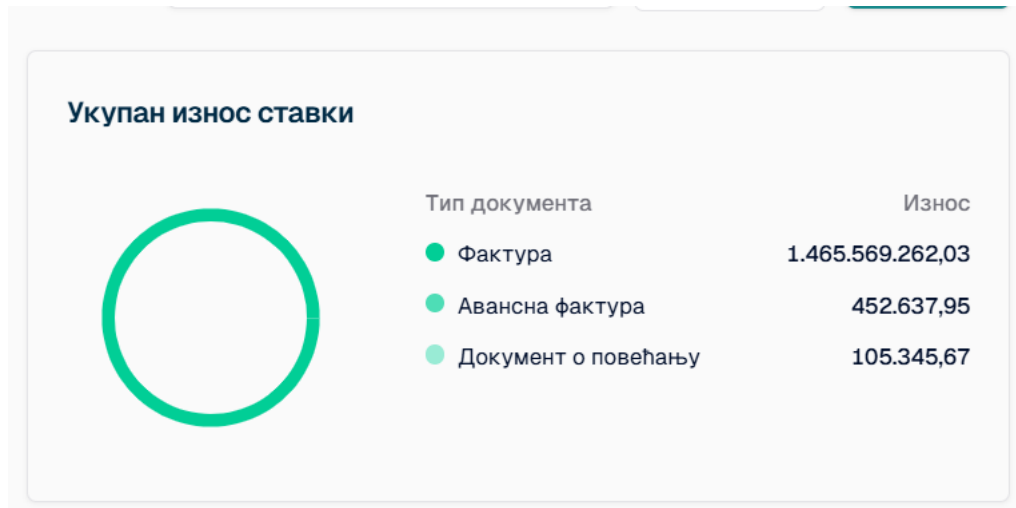 Укупан износ ставки
Тип документа Износ
Фактура 1.465.569.262,03
Авансна фактура 452.637,95
Документ о повећању 105.345,67